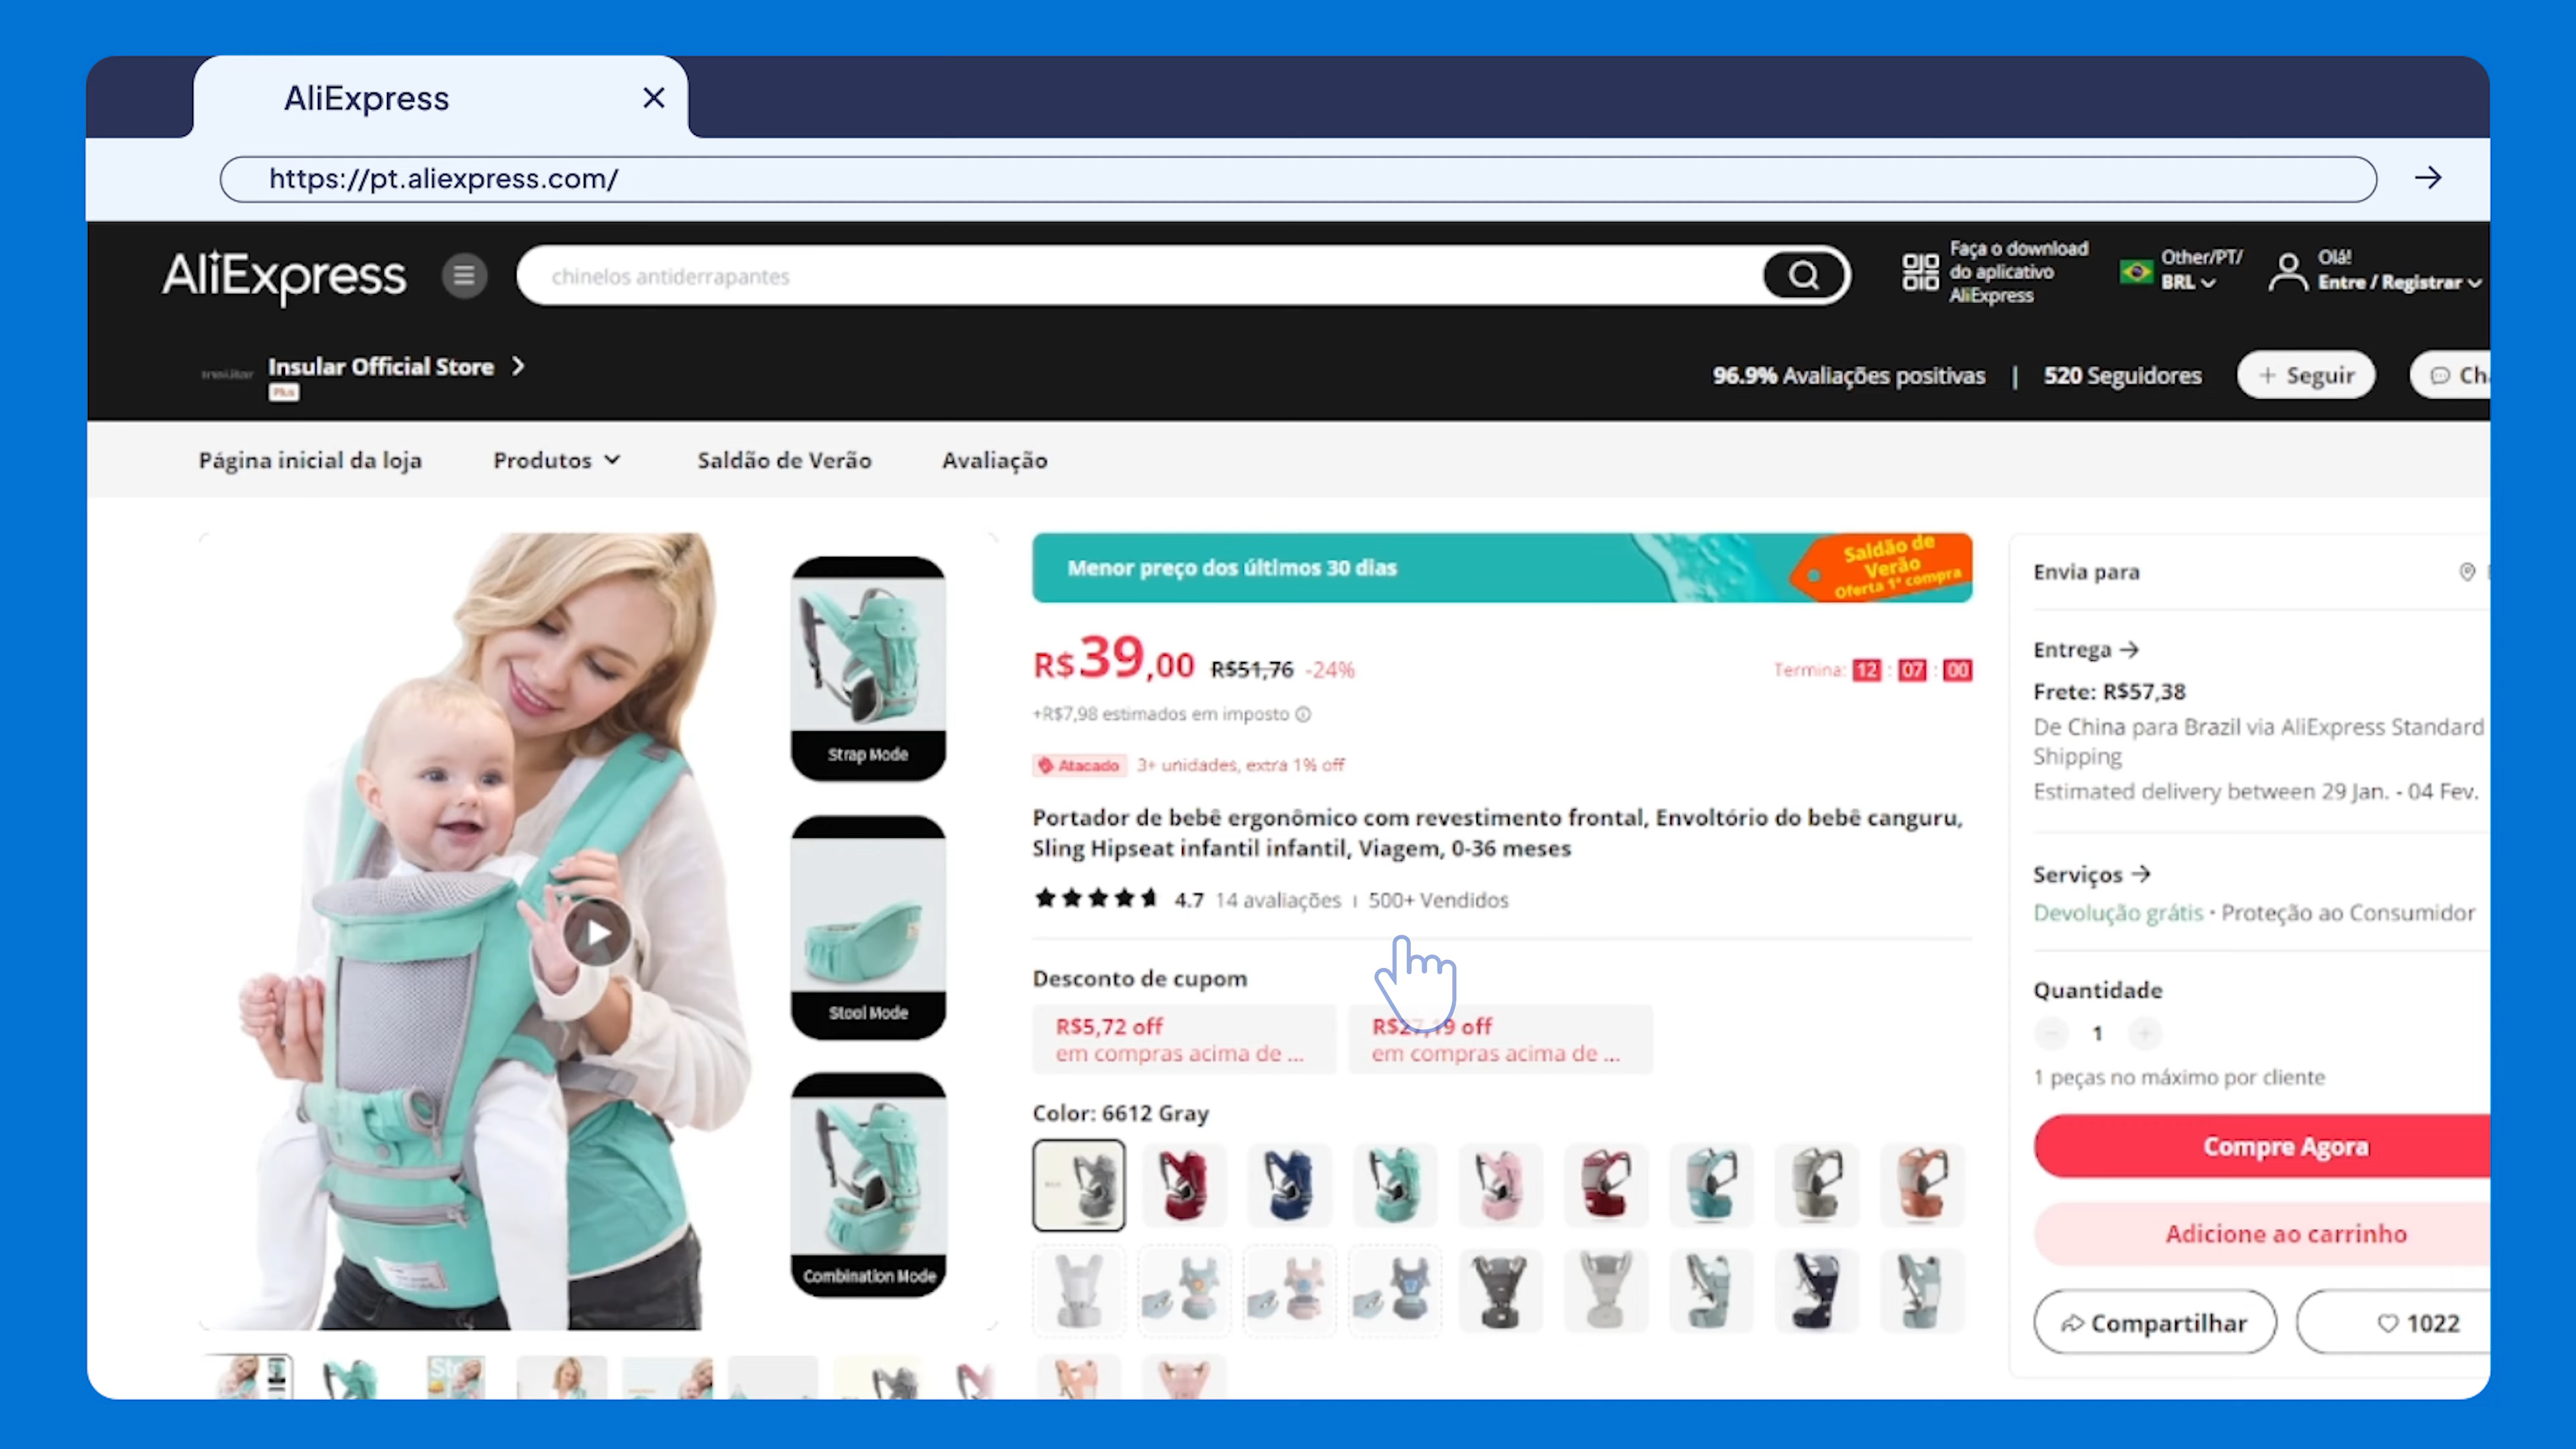 AliExpress
https://pt.aliexpress.com/
AliExpress
chinelos antiderrapantes
Faça o download
do aplicativo
AliExpress
Other/PT/
BRL
Olá!
Entre / Registrar
insular
Insular Official Store
Plus
96.9% Avaliações positivas | 520 Seguidores
+ Seguir
Página inicial da loja
Produtos
Saldão de Verão
Avaliação
Strap Mode
Stool Mode
Combination Mode
Menor preço dos últimos 30 dias
Saldão de
Verão
Oferta 1ª compra
R$39,00 R$51,76 -24%
Termina: 12 : 07 : 00
+R$7,98 estimados em imposto
Atacado 3+ unidades, extra 1% off
Portador de bebê ergonômico com revestimento frontal, Envoltório do bebê canguru,
Sling Hipseat infantil infantil, Viagem, 0-36 meses
4.7 14 avaliações | 500+ Vendidos
Desconto de cupom
R$5,72 off
em compras acima de ...
R$27,19 off
em compras acima de ...
Color: 6612 Gray
Envia para
Entrega
Frete: R$57,38
De China para Brazil via AliExpress Standard
Shipping
Estimated delivery between 29 Jan. - 04 Fev.
Serviços
Devolução grátis · Proteção ao Consumidor
Quantidade
- 1 +
1 peças no máximo por cliente
Compre Agora
Adicione ao carrinho
Compartilhar
1022